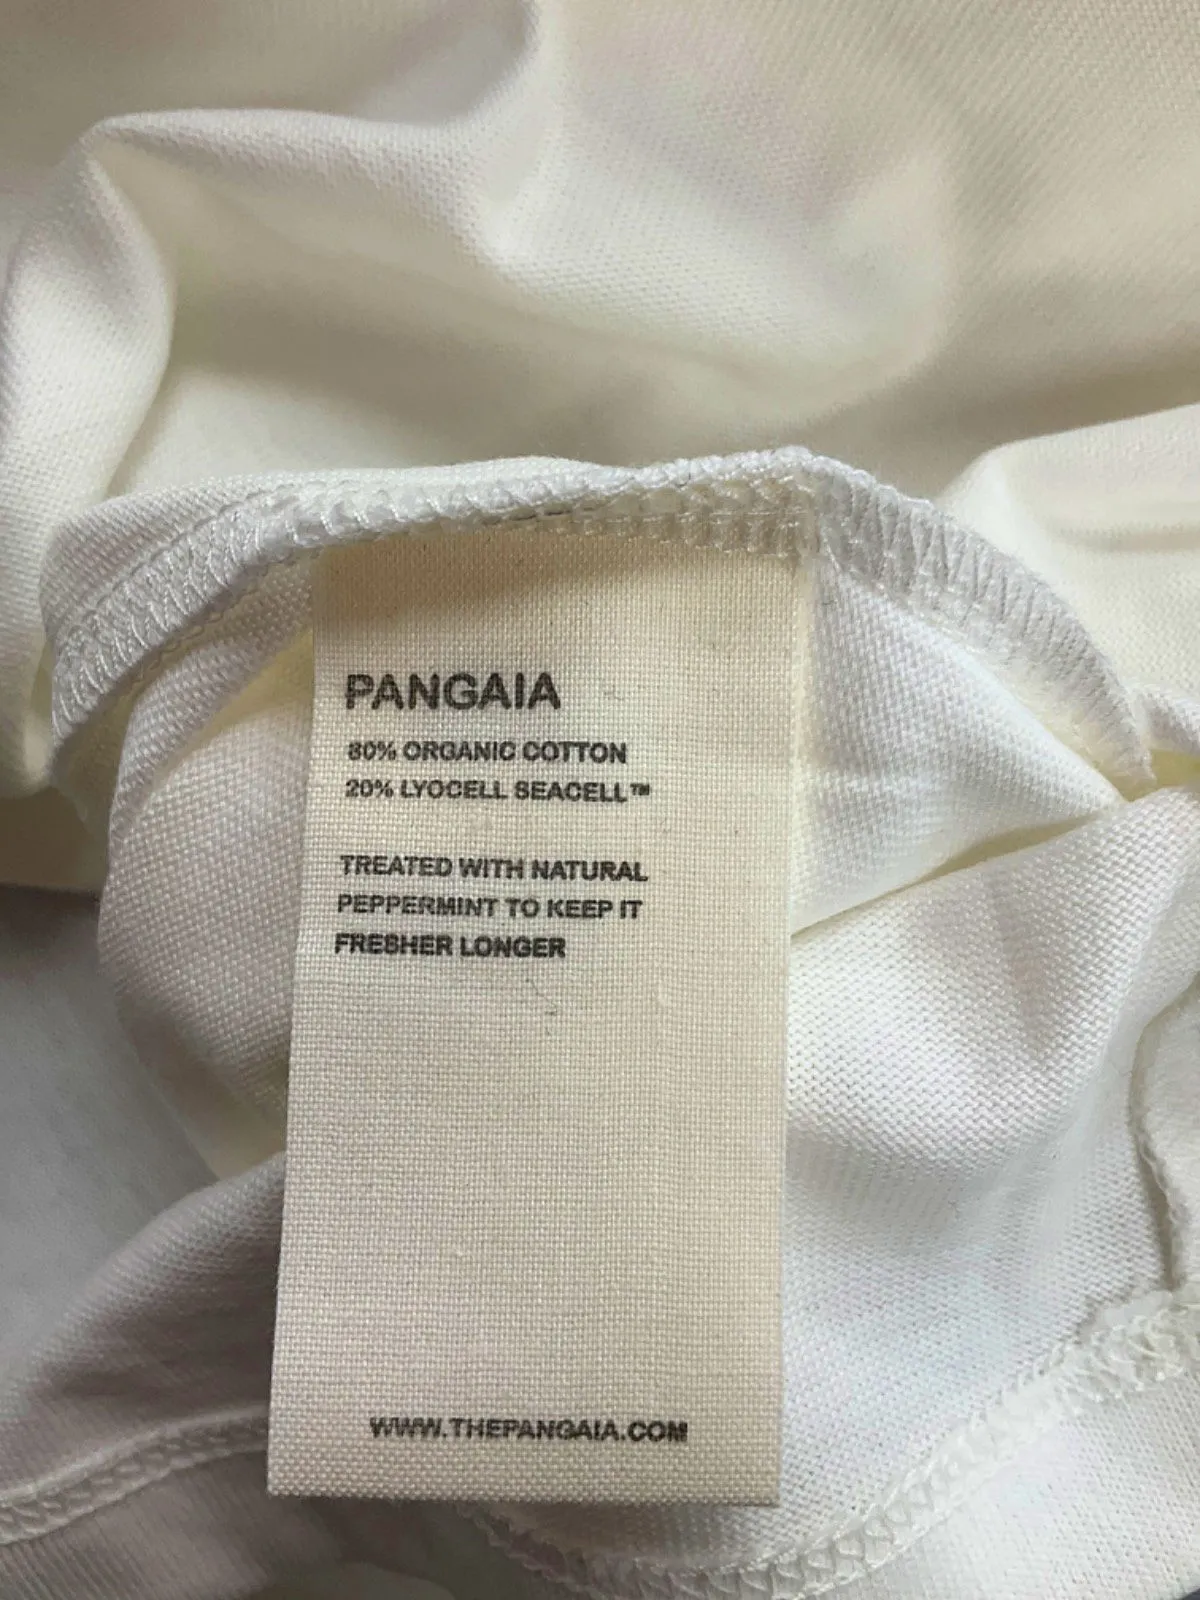 PANGAIA
80% ORGANIC COTTON
20% LYOCELL SEACELL™
TREATED WITH NATURAL
PEPPERMINT TO KEEP IT
FRESHER LONGER
WWW.THEPANGAIA.COM